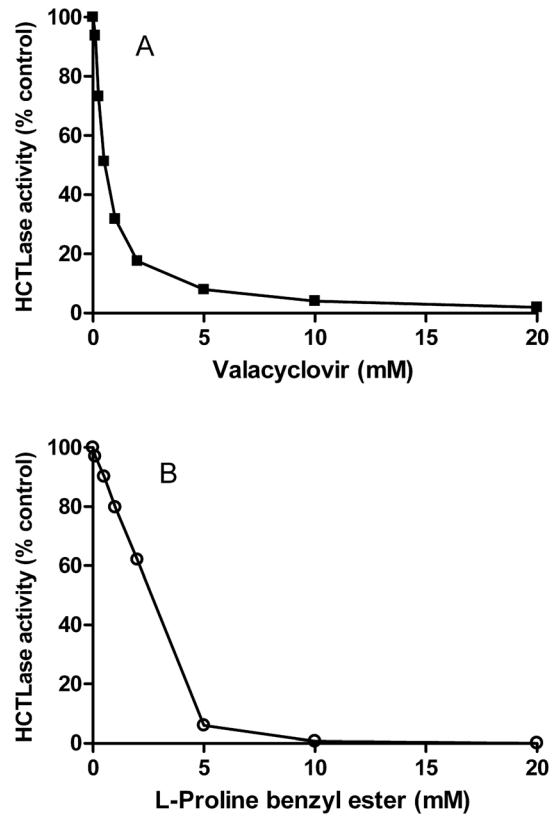 A
HCTLase activity (% control)
100
80
60
40
20
0
0 5 10 15 20
Valacyclovir (mM)
B
HCTLase activity (% control)
100
80
60
40
20
0
0 5 10 15 20
L-Proline benzyl ester (mM)